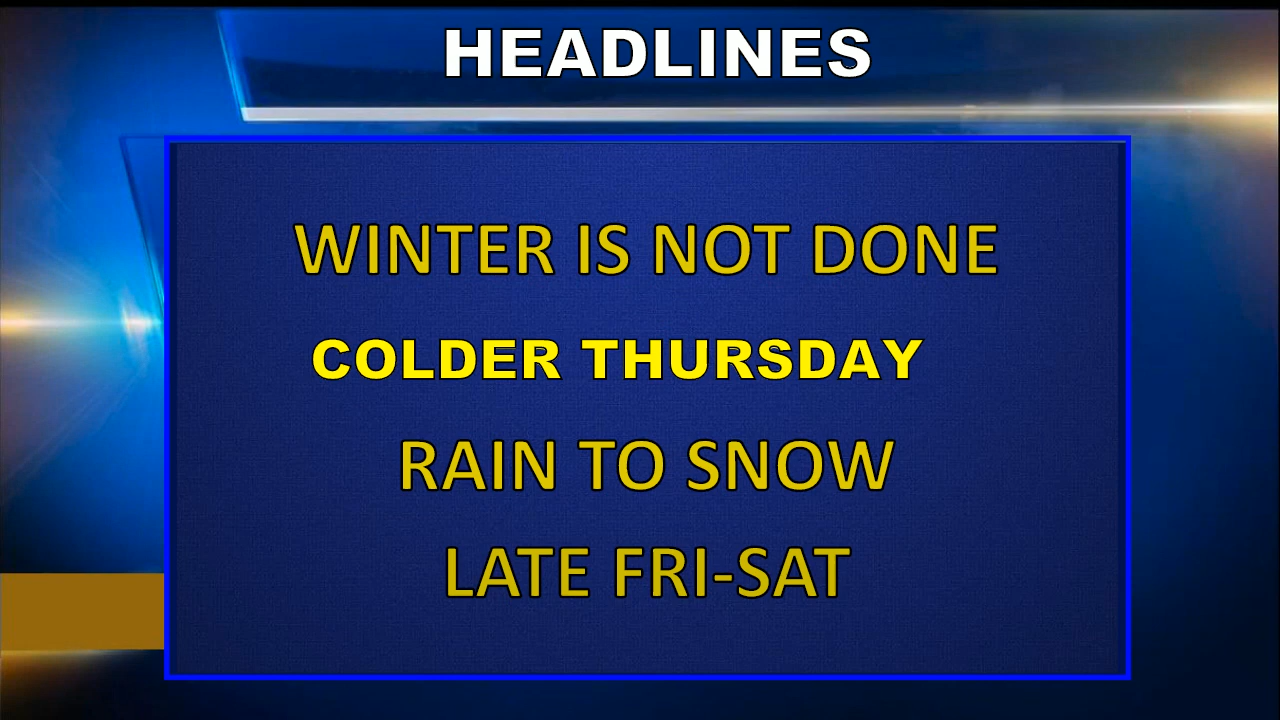 HEADLINES
WINTER IS NOT DONE
COLDER THURSDAY
RAIN TO SNOW
LATE FRI-SAT